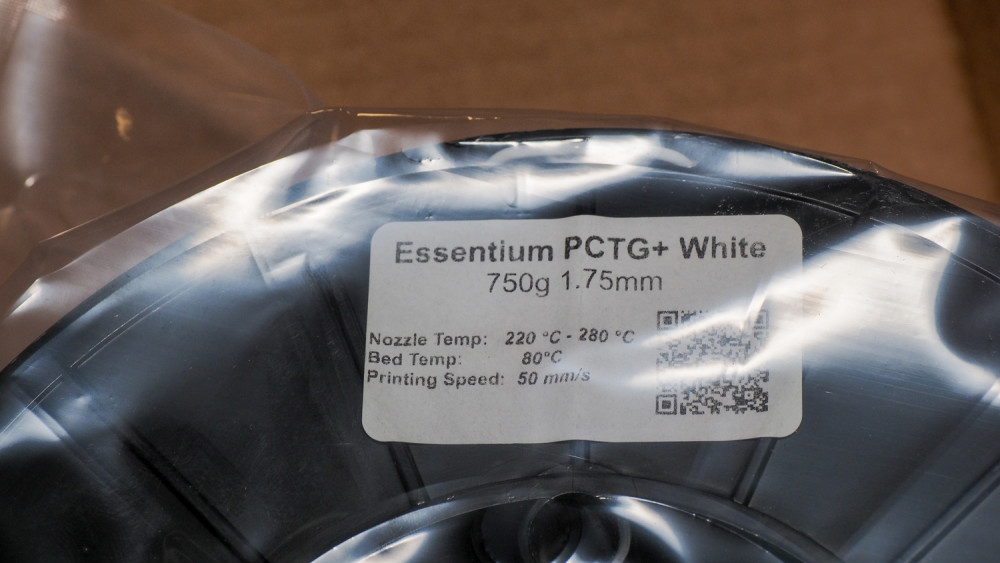 Essentium PCTG+ White
750g 1.75mm
Nozzle Temp: 220 °C - 280 °C
Bed Temp: 80°C
Printing Speed: 50 mm/s